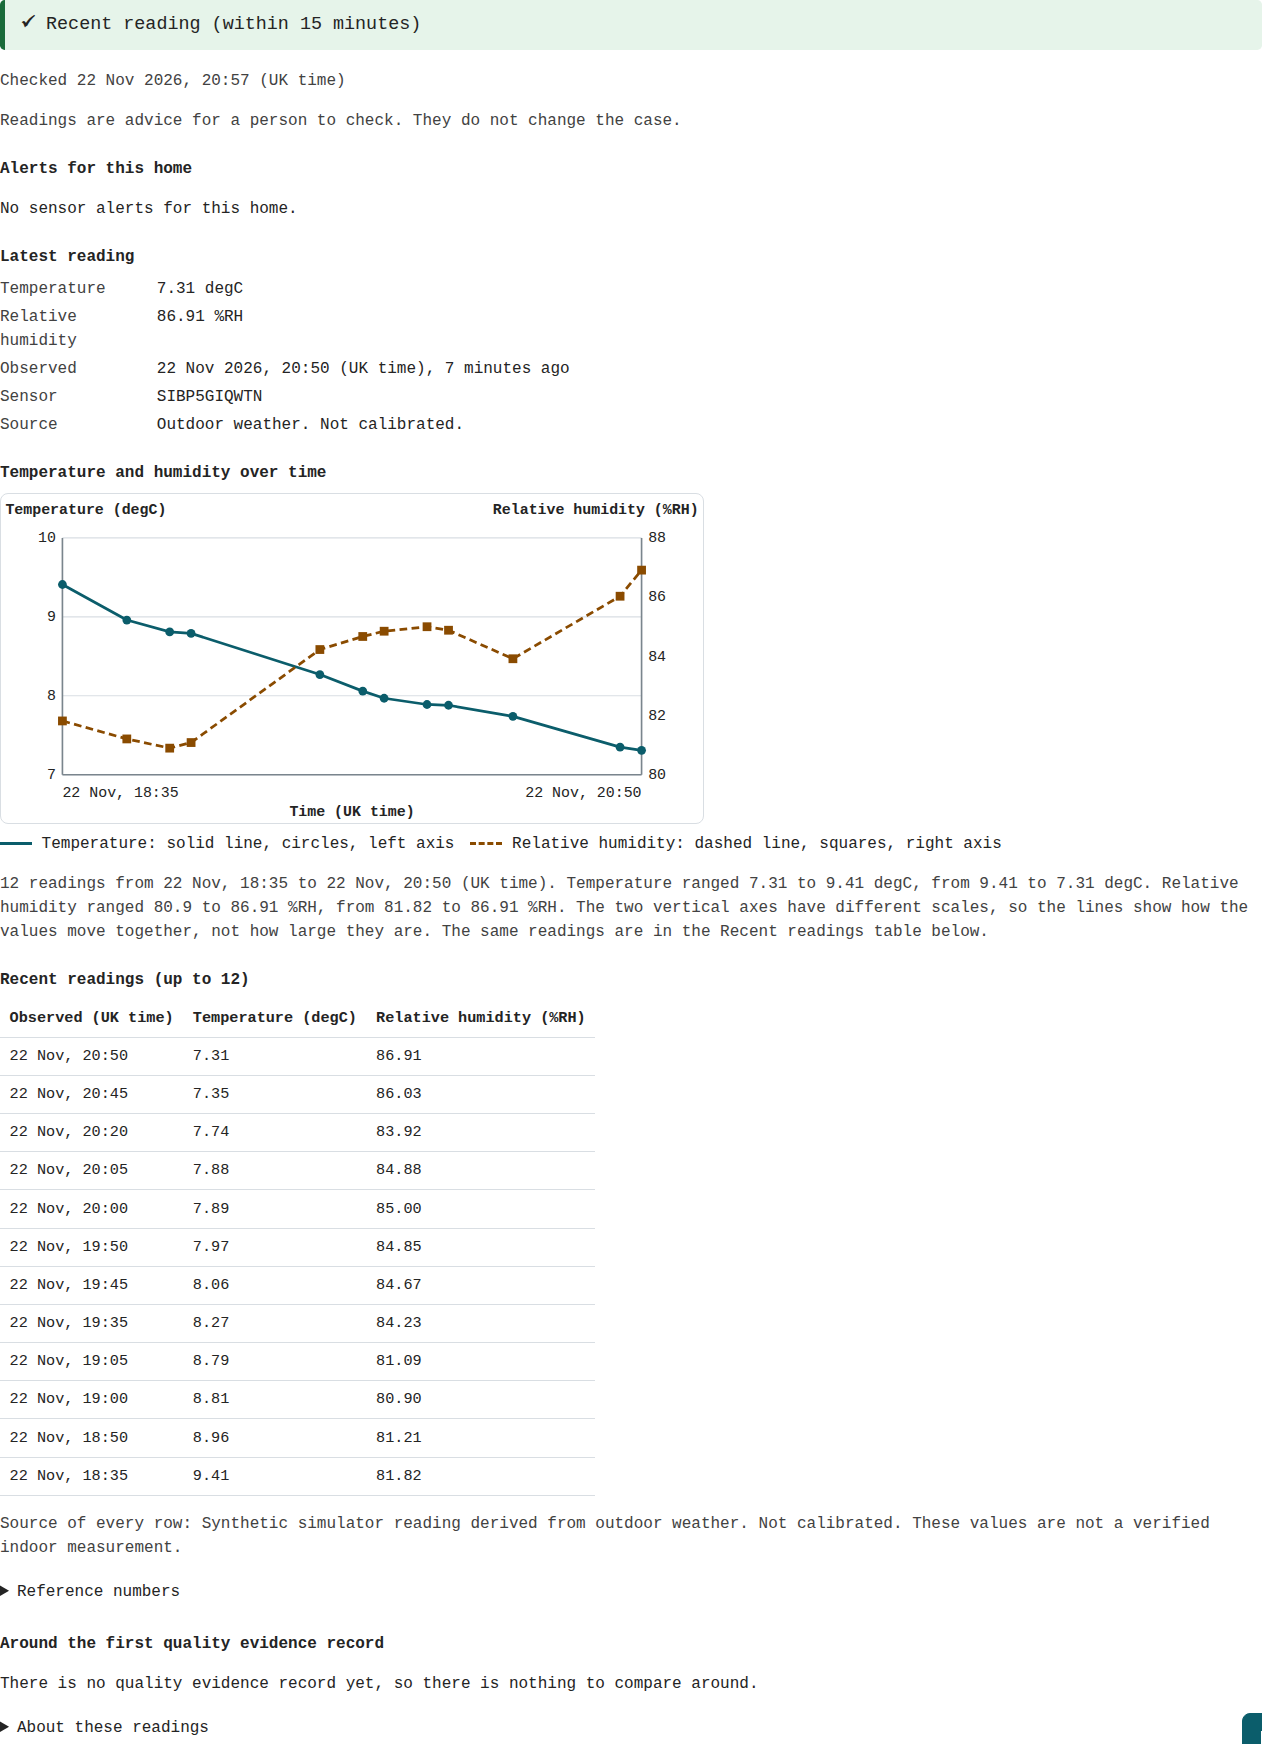 ✓ Recent reading (within 15 minutes)
Checked 22 Nov 2026, 20:57 (UK time)
Readings are advice for a person to check. They do not change the case.
Alerts for this home
No sensor alerts for this home.
Latest reading
Temperature 7.31 degC
Relative humidity 86.91 %RH
Observed 22 Nov 2026, 20:50 (UK time), 7 minutes ago
Sensor SIBP5GIQWTN
Source Outdoor weather. Not calibrated.
Temperature and humidity over time
Temperature (degC) Relative humidity (%RH)
10 88
86
9
84
8 82
7 80
22 Nov, 18:35 22 Nov, 20:50
Time (UK time)
Temperature: solid line, circles, left axis Relative humidity: dashed line, squares, right axis
12 readings from 22 Nov, 18:35 to 22 Nov, 20:50 (UK time). Temperature ranged 7.31 to 9.41 degC, from 9.41 to 7.31 degC. Relative
humidity ranged 80.9 to 86.91 %RH, from 81.82 to 86.91 %RH. The two vertical axes have different scales, so the lines show how the
values move together, not how large they are. The same readings are in the Recent readings table below.
Recent readings (up to 12)
Observed (UK time) Temperature (degC) Relative humidity (%RH)
22 Nov, 20:50 7.31 86.91
22 Nov, 20:45 7.35 86.03
22 Nov, 20:20 7.74 83.92
22 Nov, 20:05 7.88 84.88
22 Nov, 20:00 7.89 85.00
22 Nov, 19:50 7.97 84.85
22 Nov, 19:45 8.06 84.67
22 Nov, 19:35 8.27 84.23
22 Nov, 19:05 8.79 81.09
22 Nov, 19:00 8.81 80.90
22 Nov, 18:50 8.96 81.21
22 Nov, 18:35 9.41 81.82
Source of every row: Synthetic simulator reading derived from outdoor weather. Not calibrated. These values are not a verified
indoor measurement.
Reference numbers
Around the first quality evidence record
There is no quality evidence record yet, so there is nothing to compare around.
About these readings